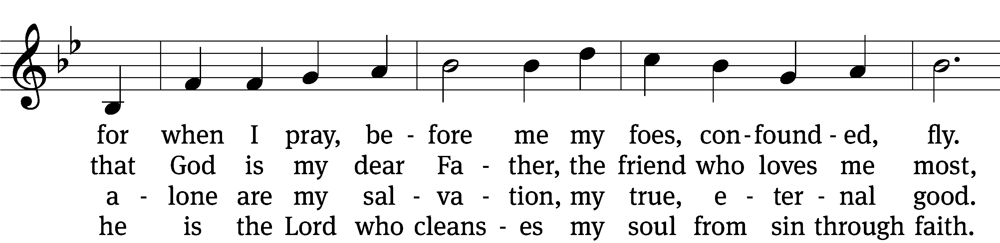 for when I pray, be - fore me my foes, con - found - ed, fly.
that God is my dear Fa - ther, the friend who loves me most,
a - lone are my sal - va - tion, my true, e - ter - nal good.
he is the Lord who cleans - es my soul from sin through faith.